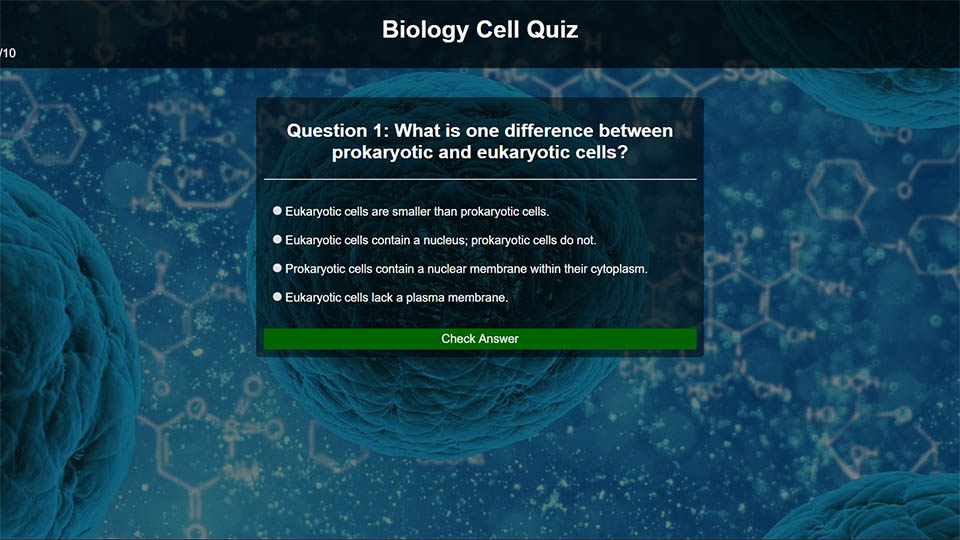 Biology Cell Quiz
/10
Question 1: What is one difference between
prokaryotic and eukaryotic cells?
Eukaryotic cells are smaller than prokaryotic cells.
Eukaryotic cells contain a nucleus; prokaryotic cells do not.
Prokaryotic cells contain a nuclear membrane within their cytoplasm.
Eukaryotic cells lack a plasma membrane.
Check Answer